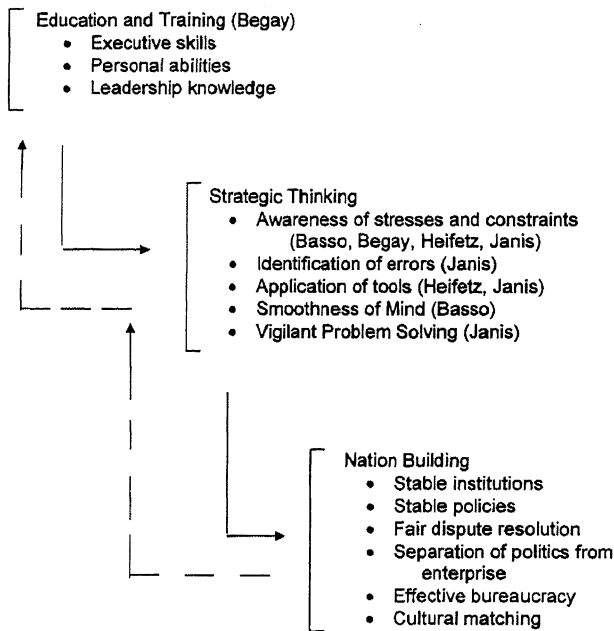 Education and Training (Begay)
• Executive skills
• Personal abilities
• Leadership knowledge
Strategic Thinking
• Awareness of stresses and constraints
(Basso, Begay, Heifetz, Janis)
• Identification of errors (Janis)
• Application of tools (Heifetz, Janis)
• Smoothness of Mind (Basso)
• Vigilant Problem Solving (Janis)
Nation Building
• Stable institutions
• Stable policies
• Fair dispute resolution
• Separation of politics from
enterprise
• Effective bureaucracy
• Cultural matching